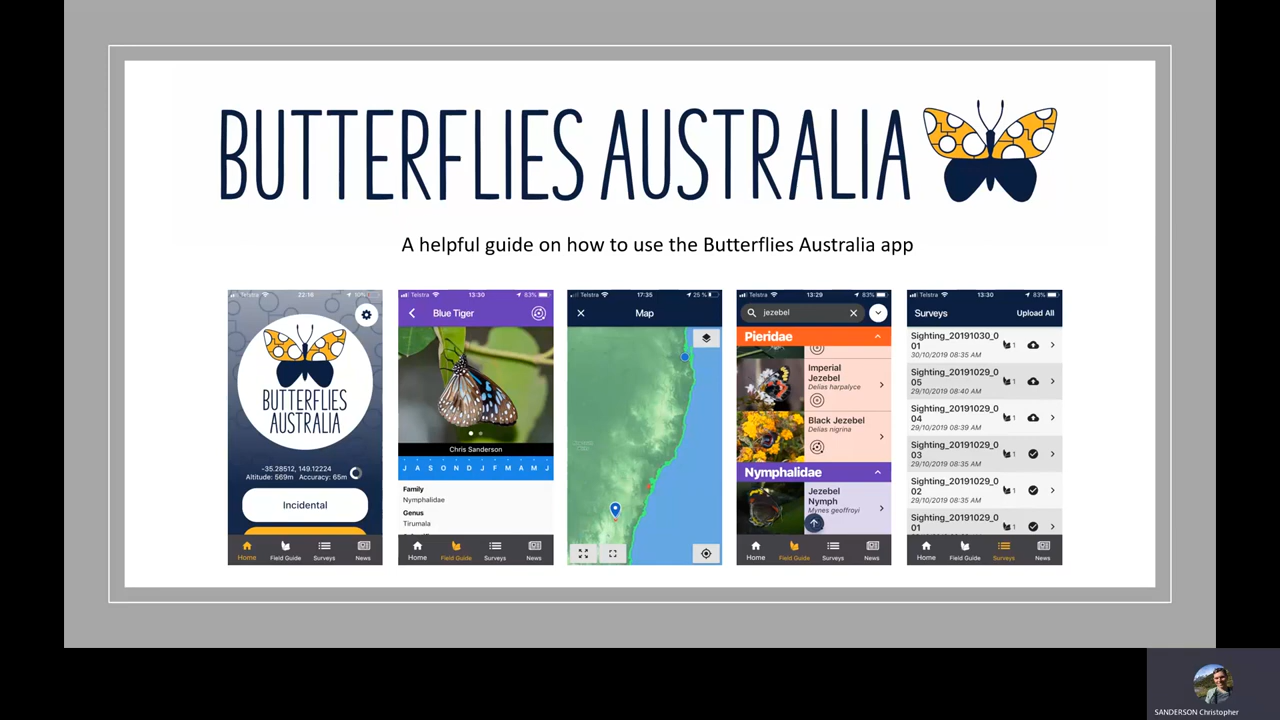 BUTTERFLIES AUSTRALIA
A helpful guide on how to use the Butterflies Australia app
Telstra 22:16
BUTTERFLIES
AUSTRALIA
-35.28512, 149.12224
Altitude: 569m Accuracy: 65m
Incidental
Home Field Guide Surveys News
Telstra 13:30 83%
Blue Tiger
Chris Sanderson
J A S O N D J F M A M J
Family
Nymphalidae
Genus
Tirumala
Home Field Guide Surveys News
Telstra 17:35 25 %
Map
Telstra 13:29 83%
jezebel
Pieridae
Imperial
Jezebel
Delias harpalyce
Black Jezebel
Delias nigrina
Nymphalidae
Jezebel
Nymph
Mynes geoffroyi
Home Field Guide Surveys News
Telstra 13:30 83%
Surveys Upload All
Sighting_20191030_0
01 1
30/10/2019 08:35 AM
Sighting_20191029_0
05 1
29/10/2019 08:40 AM
Sighting_20191029_0
04 1
29/10/2019 08:39 AM
Sighting_20191029_0
03 1
29/10/2019 08:35 AM
Sighting_20191029_0
02 1
29/10/2019 08:35 AM
Sighting_20191029_0
01 1
Home Field Guide Surveys News
SANDERSON Christopher